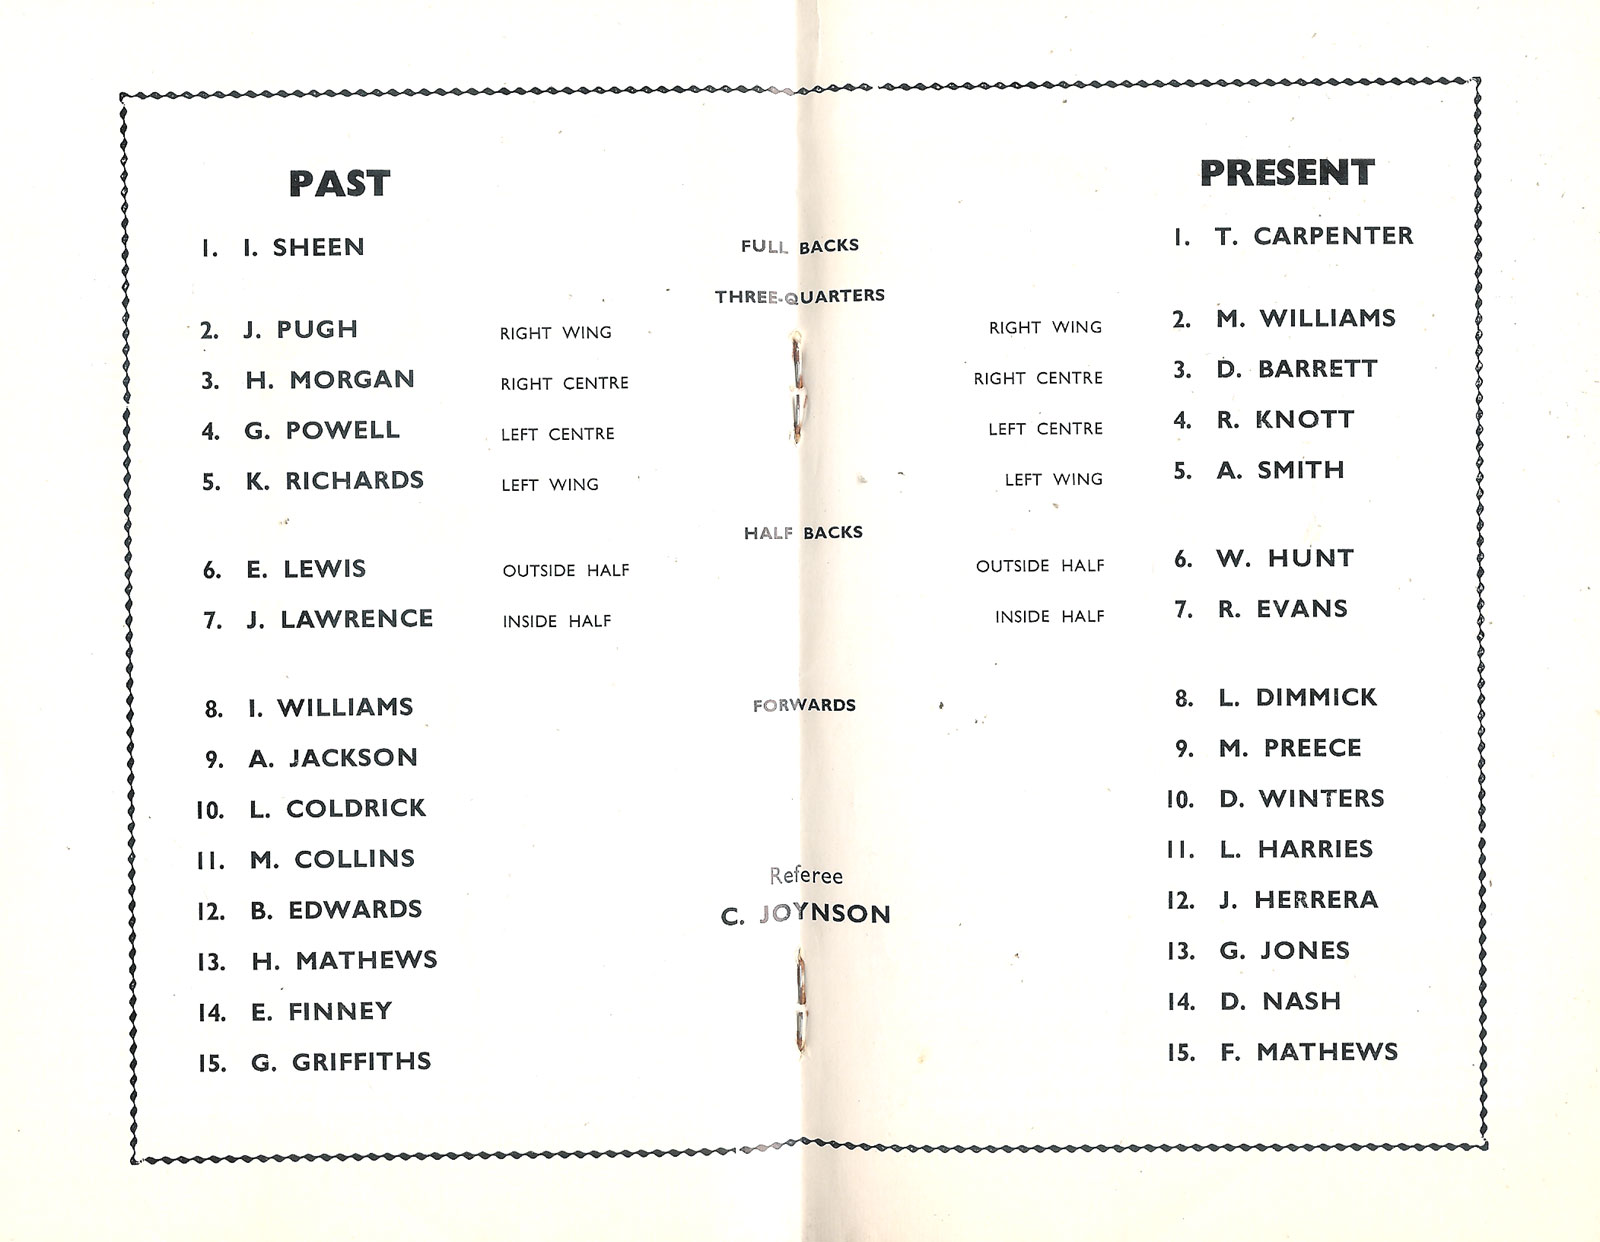 PAST PRESENT
1. I. SHEEN FULL BACKS 1. T. CARPENTER
THREE-QUARTERS
2. J. PUGH RIGHT WING RIGHT WING 2. M. WILLIAMS
3. H. MORGAN RIGHT CENTRE RIGHT CENTRE 3. D. BARRETT
4. G. POWELL LEFT CENTRE LEFT CENTRE 4. R. KNOTT
5. K. RICHARDS LEFT WING LEFT WING 5. A. SMITH
HALF BACKS
6. E. LEWIS OUTSIDE HALF OUTSIDE HALF 6. W. HUNT
7. J. LAWRENCE INSIDE HALF INSIDE HALF 7. R. EVANS
8. I. WILLIAMS FORWARDS 8. L. DIMMICK
9. A. JACKSON 9. M. PREECE
10. L. COLDRICK 10. D. WINTERS
11. M. COLLINS 11. L. HARRIES
Referee
12. B. EDWARDS C. JOYNSON 12. J. HERRERA
13. H. MATHEWS 13. G. JONES
14. E. FINNEY 14. D. NASH
15. G. GRIFFITHS 15. F. MATHEWS